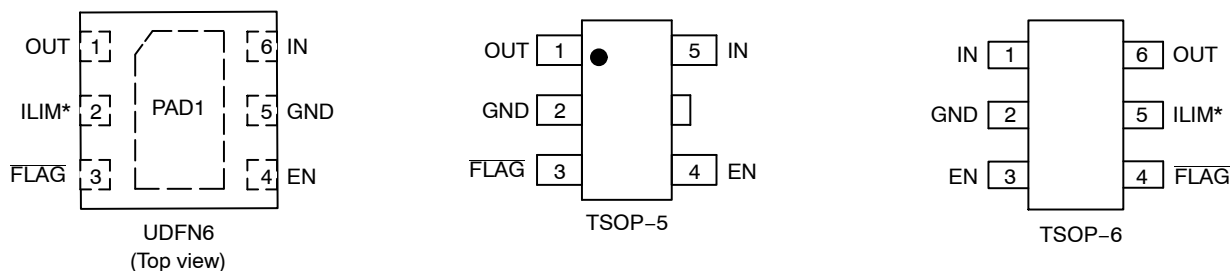 OUT 1 6 IN
ILIM* 2 PAD1 5 GND
FLAG 3 4 EN
UDFN6
(Top view)
OUT 1 5 IN
GND 2
FLAG 3 4 EN
TSOP−5
IN 1 6 OUT
GND 2 5 ILIM*
EN 3 4 FLAG
TSOP−6